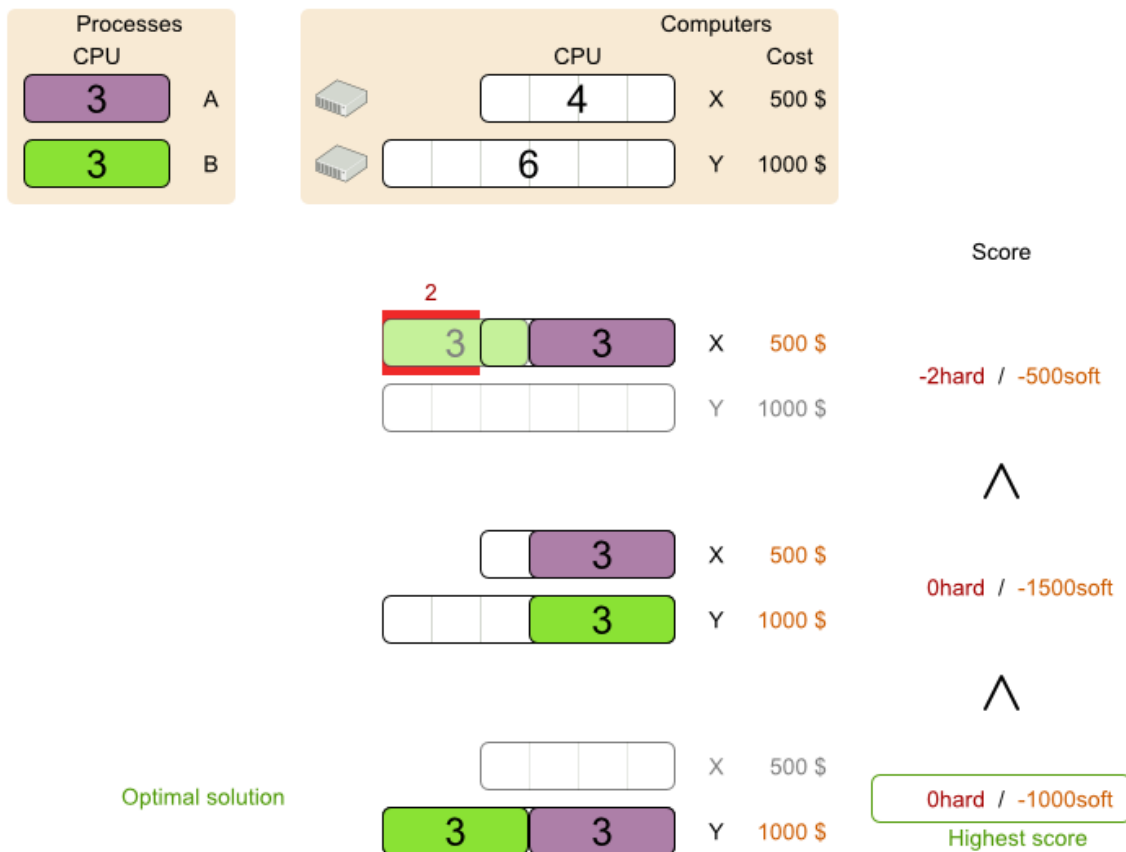 Processes
Computers
CPU
CPU Cost
3 A
4 X 500 $
3 B
6 Y 1000 $
Score
2
3 3 X 500 $
-2hard / -500soft
Y 1000 $
3 X 500 $
0hard / -1500soft
3 Y 1000 $
X 500 $
Optimal solution
0hard / -1000soft
3 3 Y 1000 $
Highest score